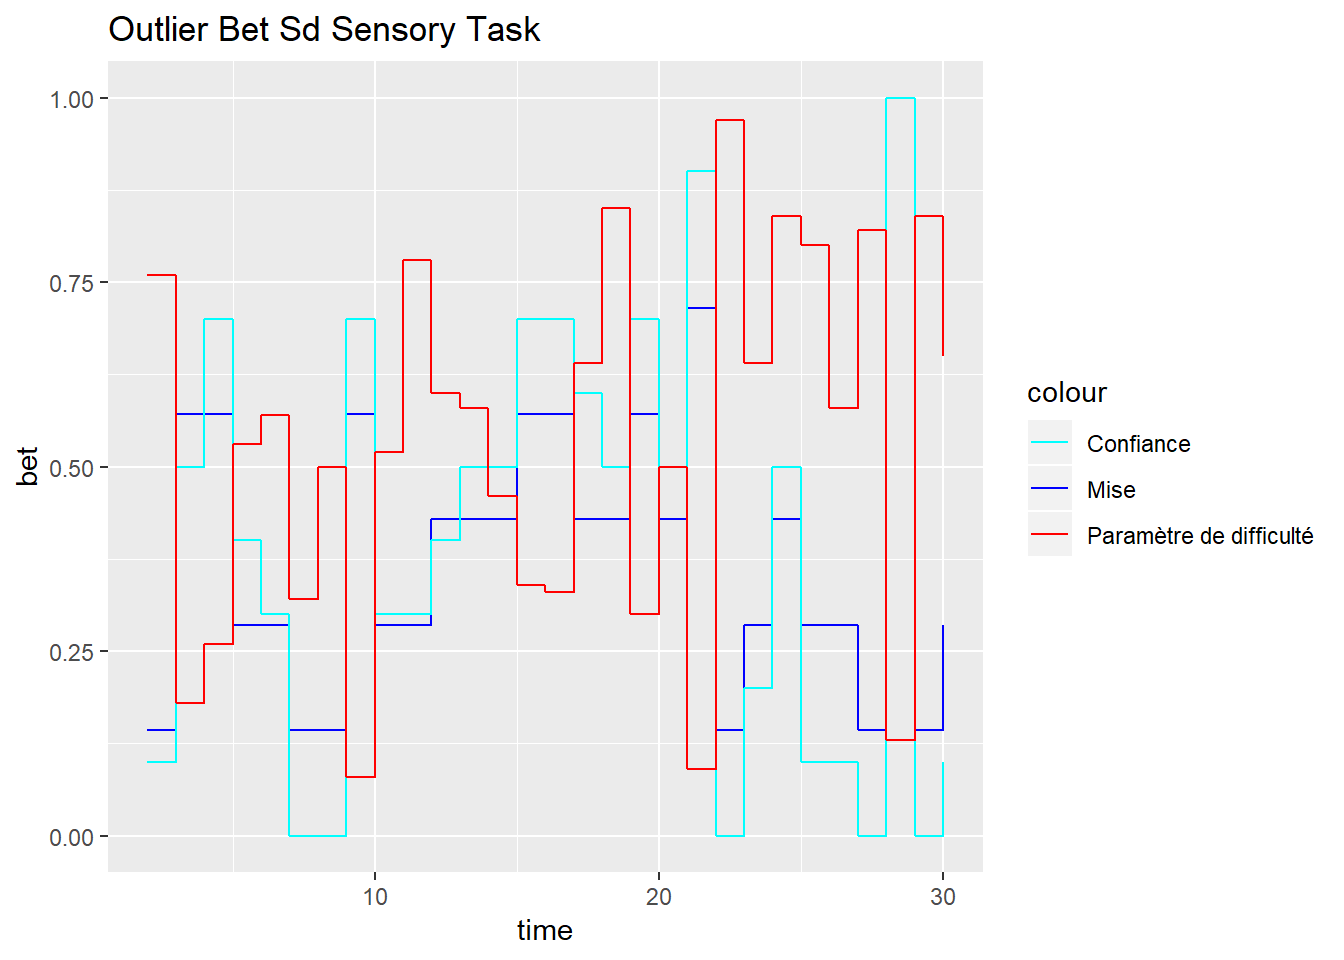 Outlier Bet Sd Sensory Task
1.00
0.75
0.50
0.25
0.00
bet
10
20
30
time
colour
Confiance
Mise
Paramètre de difficulté